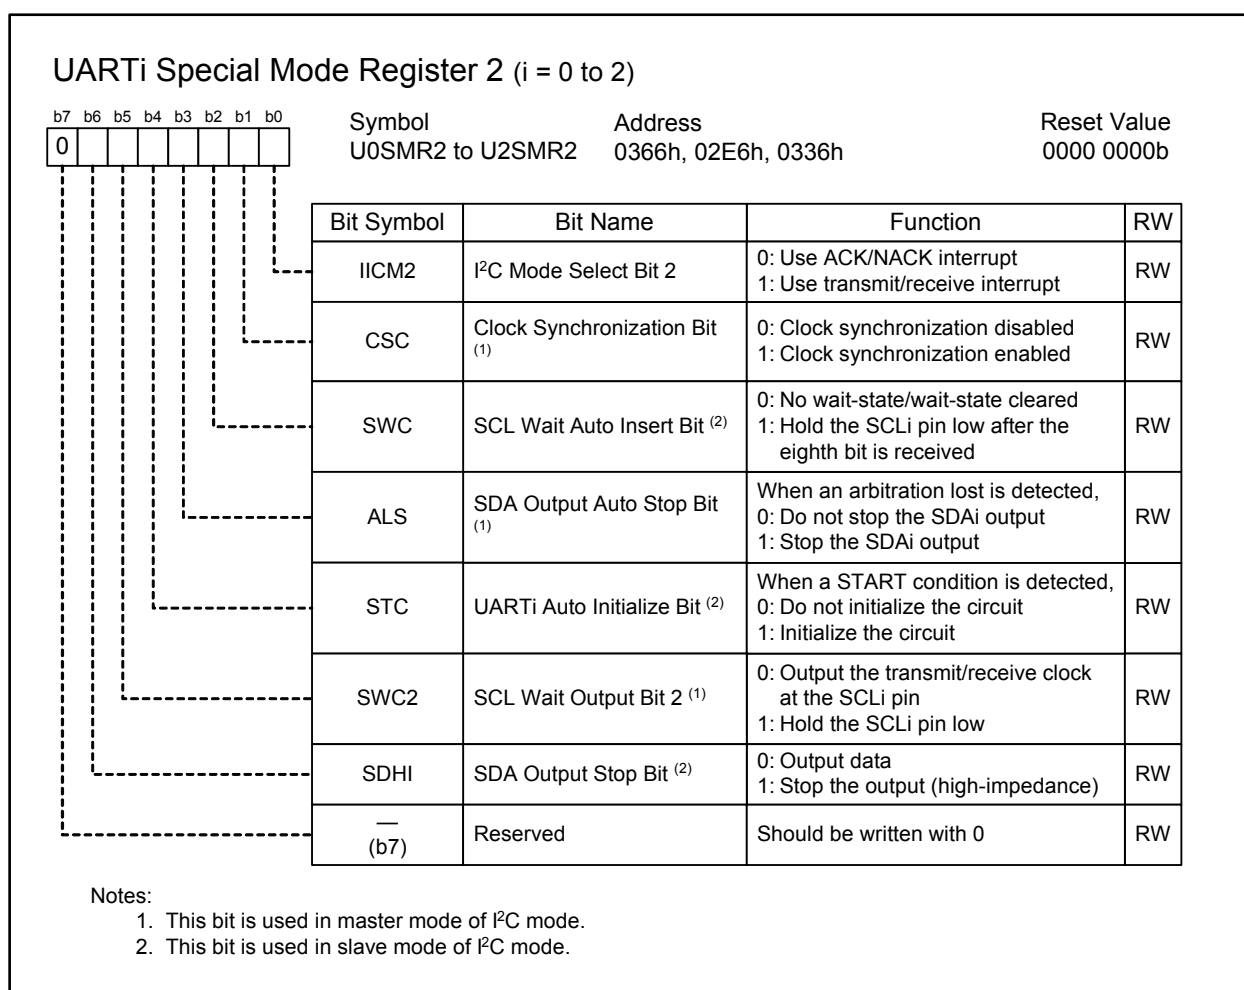 UARTi Special Mode Register 2 (i = 0 to 2)
b7 b6 b5 b4 b3 b2 b1 b0
0
Symbol Address Reset Value
U0SMR2 to U2SMR2 0366h, 02E6h, 0336h 0000 0000b
Bit Symbol Bit Name Function RW
IICM2 I²C Mode Select Bit 2 0: Use ACK/NACK interrupt RW
1: Use transmit/receive interrupt
CSC Clock Synchronization Bit 0: Clock synchronization disabled RW
(1) 1: Clock synchronization enabled
SWC SCL Wait Auto Insert Bit (2) 0: No wait-state/wait-state cleared RW
1: Hold the SCLi pin low after the
eighth bit is received
ALS SDA Output Auto Stop Bit When an arbitration lost is detected, RW
(1) 0: Do not stop the SDAi output
1: Stop the SDAi output
STC UARTi Auto Initialize Bit (2) When a START condition is detected, RW
0: Do not initialize the circuit
1: Initialize the circuit
SWC2 SCL Wait Output Bit 2 (1) 0: Output the transmit/receive clock RW
at the SCLi pin
1: Hold the SCLi pin low
SDHI SDA Output Stop Bit (2) 0: Output data RW
1: Stop the output (high-impedance)
— Reserved Should be written with 0 RW
(b7)
Notes:
1. This bit is used in master mode of I²C mode.
2. This bit is used in slave mode of I²C mode.